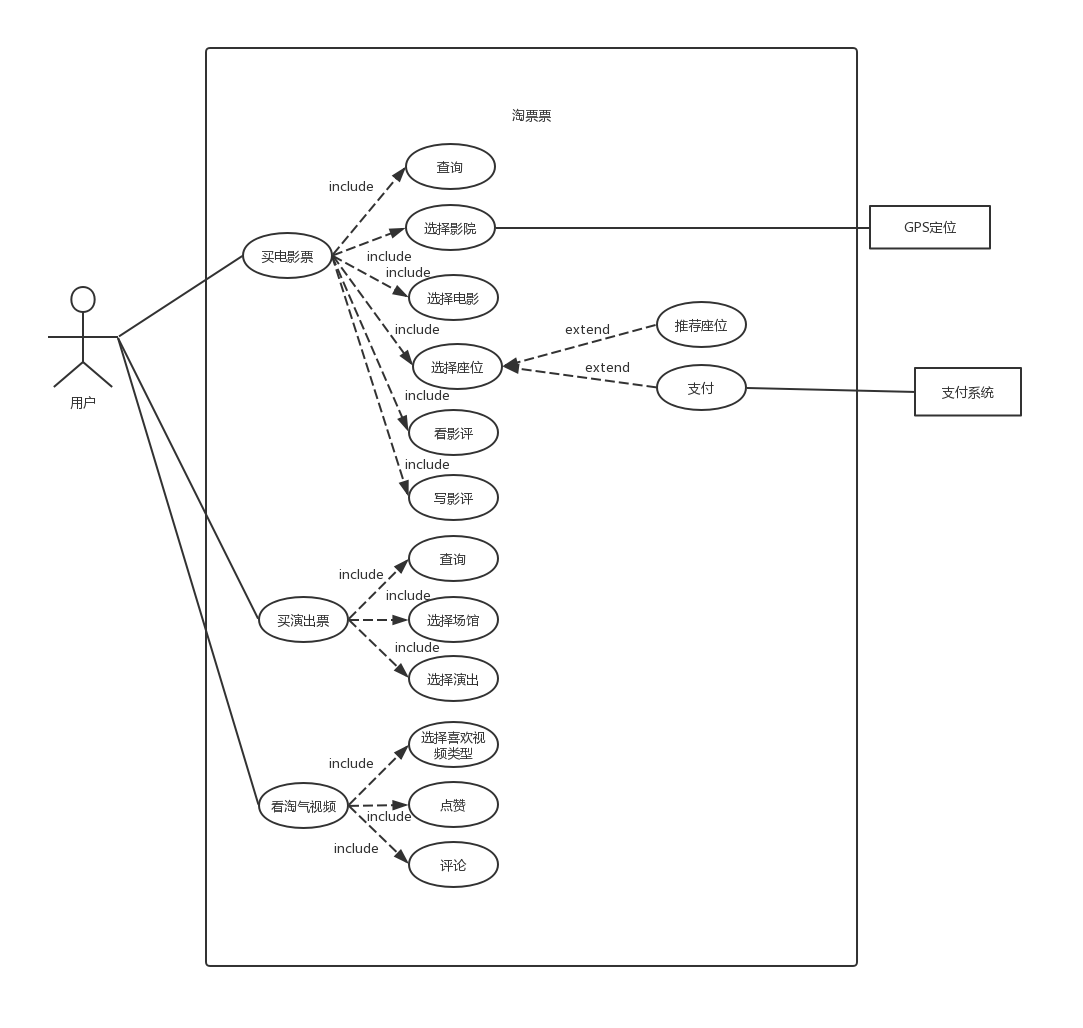 淘票票
查询
include
选择影院
GPS定位
买电影票
include
include
选择电影
推荐座位
include
extend
选择座位
extend
支付
支付系统
用户
include
看影评
include
写影评
查询
include
include
买演出票
选择场馆
include
选择演出
选择喜欢视
频类型
include
看淘气视频
点赞
include
include
评论